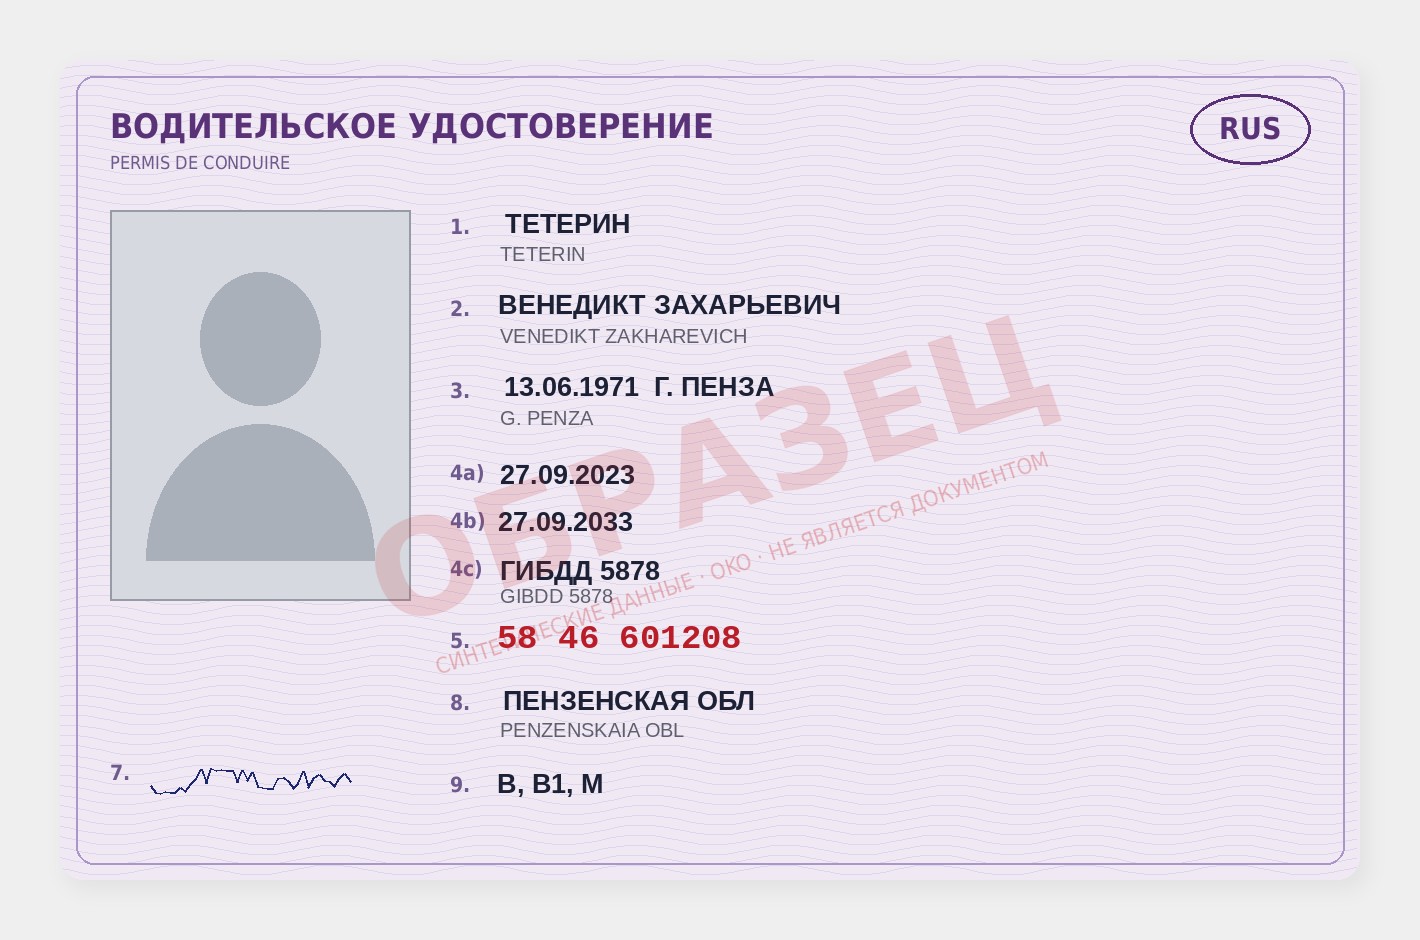 ВОДИТЕЛЬСКОЕ УДОСТОВЕРЕНИЕ
PERMIS DE CONDUIRE
RUS
1. ТЕТЕРИН
TETERIN
2. ВЕНЕДИКТ ЗАХАРЬЕВИЧ
VENEDIKT ZAKHAREVICH
3. 13.06.1971 Г. ПЕНЗА
G. PENZA
4a) 27.09.2023
4b) 27.09.2033
4c) ГИБДД 5878
GIBDD 5878
5. 58 46 601208
8. ПЕНЗЕНСКАЯ ОБЛ
PENZENSKAIA OBL
7.
9. B, B1, M
ОБРАЗЕЦ
СИНТЕТИЧЕСКИЕ ДАННЫЕ · ОКО · НЕ ЯВЛЯЕТСЯ ДОКУМЕНТОМ